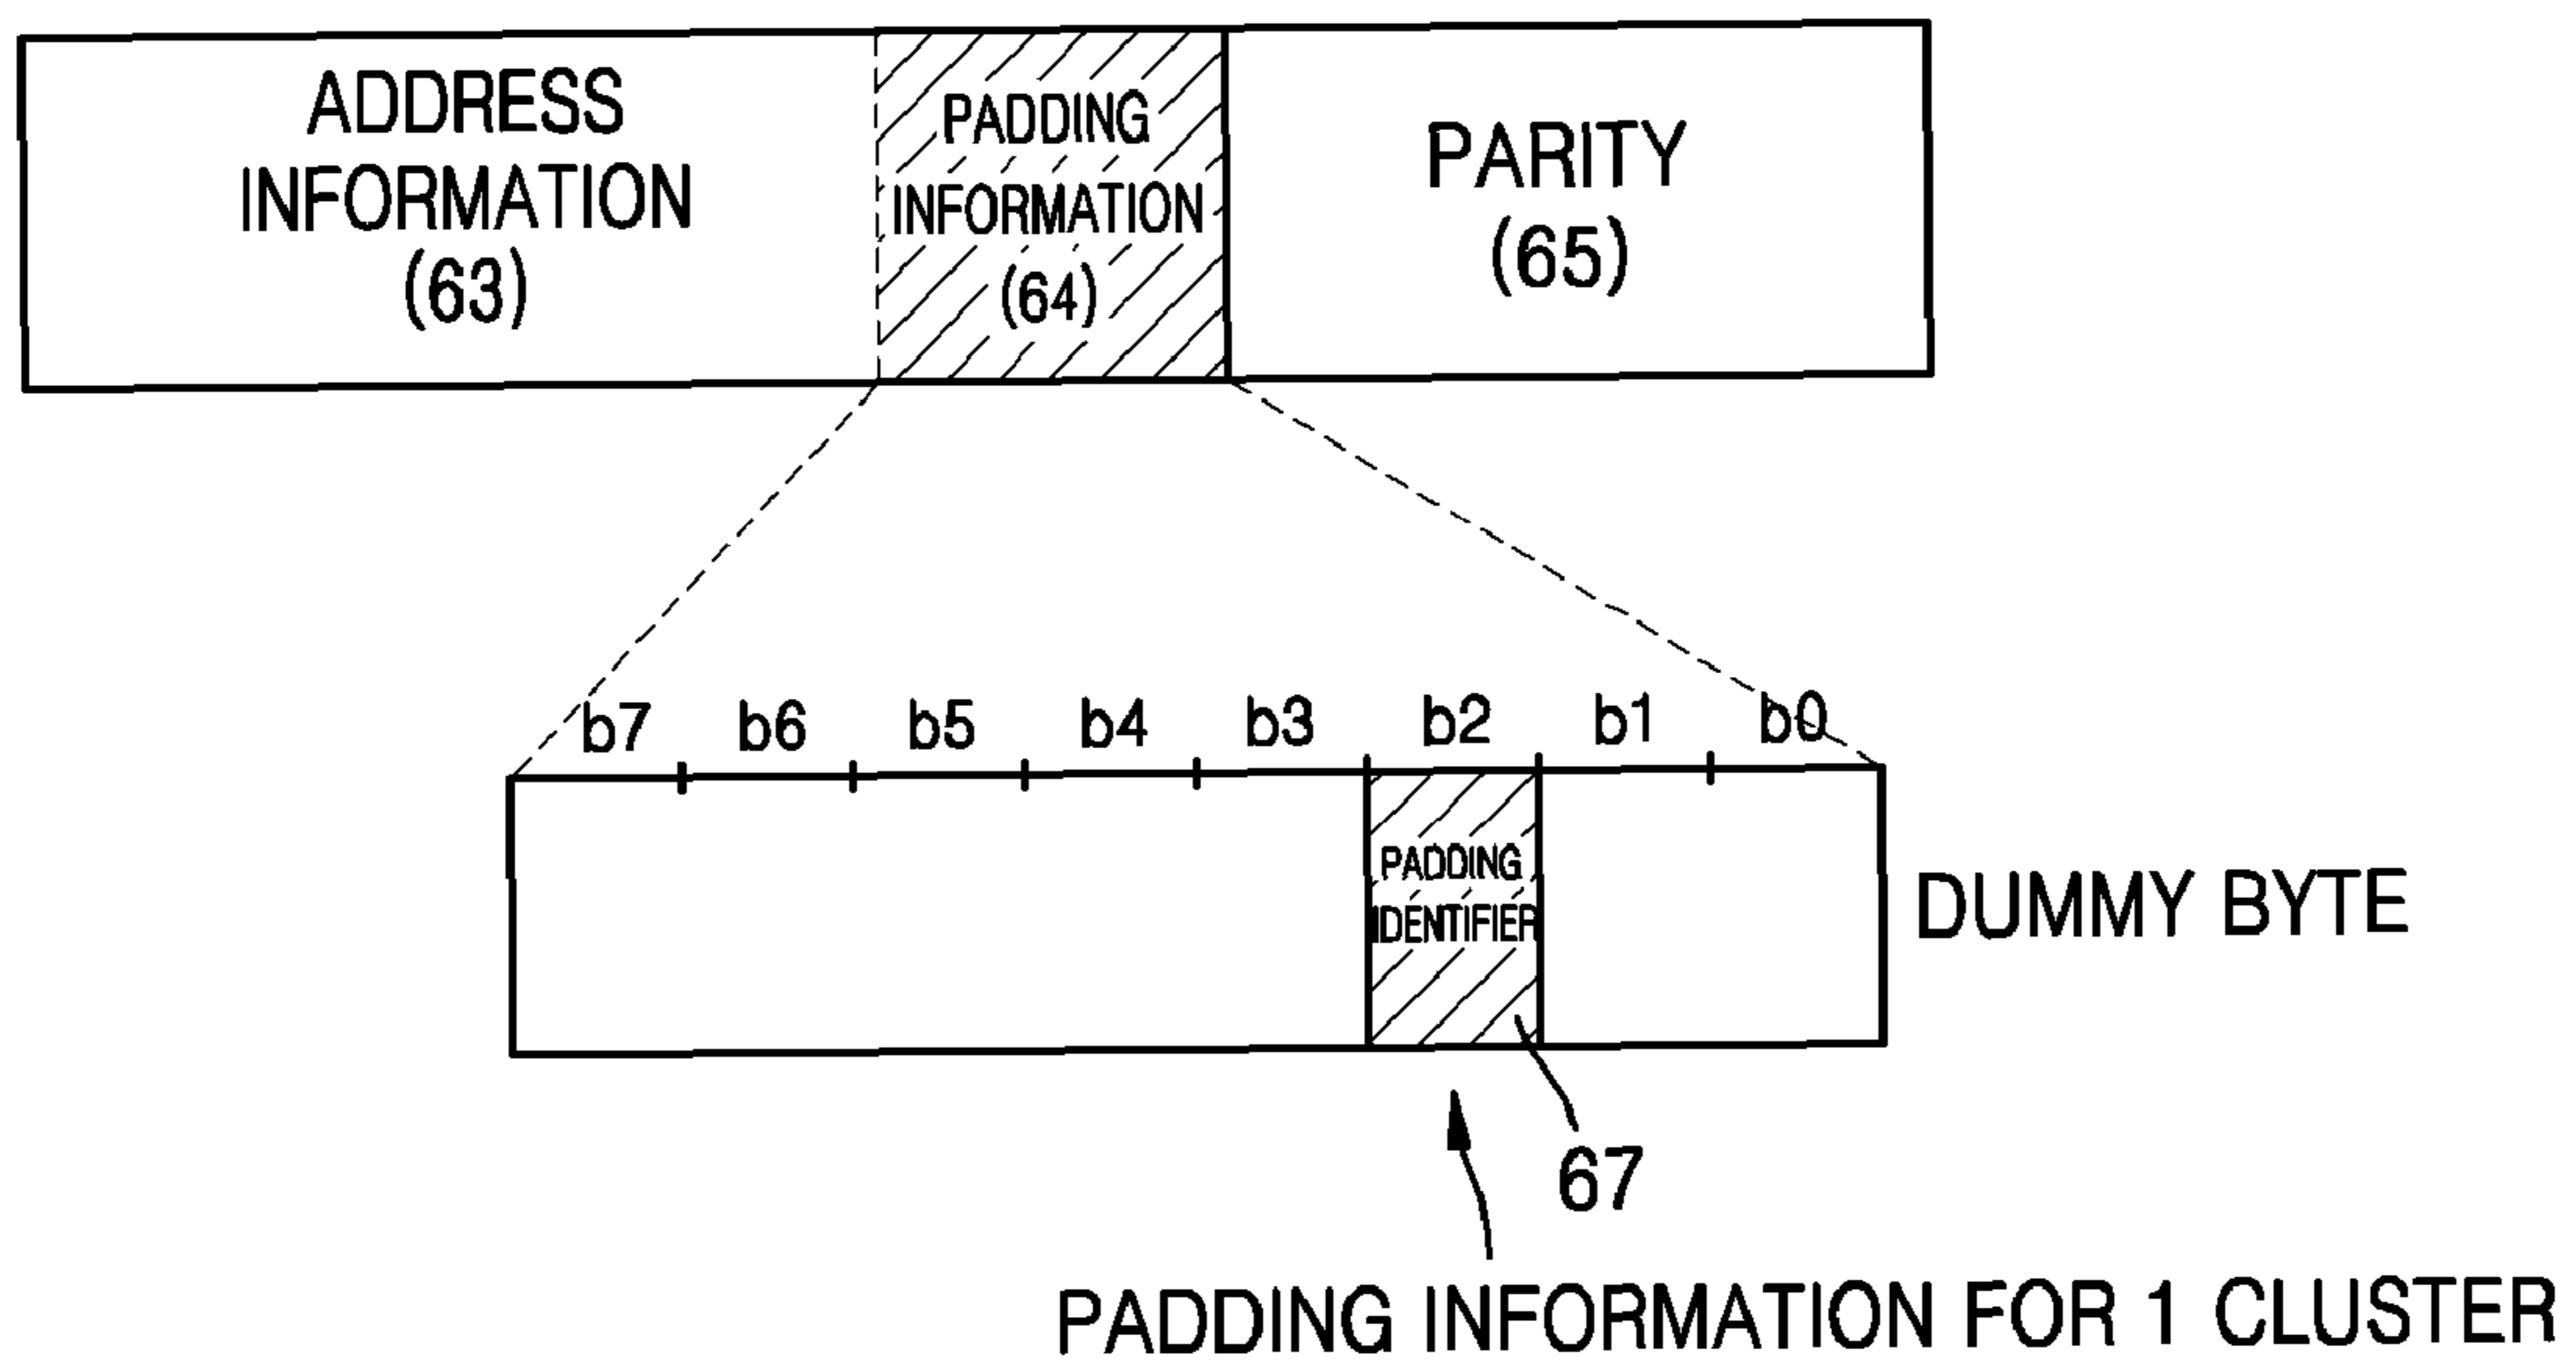 ADDRESS
INFORMATION
(63)
PADDING
INFORMATION
(64)
PARITY
(65)
b7 b6 b5 b4 b3 b2 b1 b0
PADDING
IDENTIFIER
DUMMY BYTE
67
PADDING INFORMATION FOR 1 CLUSTER